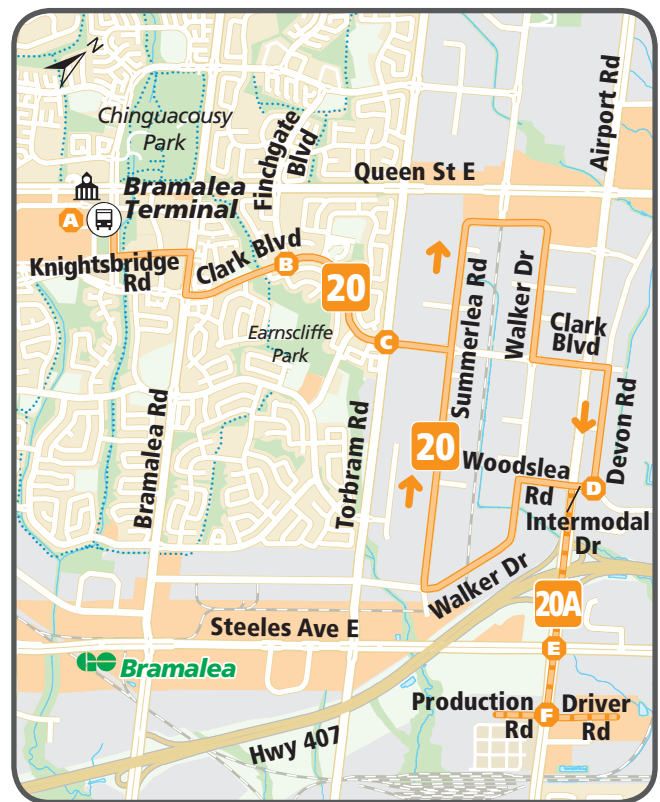 N
Chinguacousy
Park
Finchgate
Blvd
Airport Rd
Queen St E
Bramalea
Terminal
A
Knightsbridge
Rd
Clark Blvd
B
20
Earnscliffe
Park
C
Summerlea Rd
Walker Dr
Clark
Blvd
Devon Rd
Bramalea Rd
Torbram Rd
20
Woodslea
Rd
D
Intermodal
Dr
Walker Dr
20A
Steeles Ave E
E
GO
Bramalea
Production
Rd
F
Driver
Rd
Hwy 407